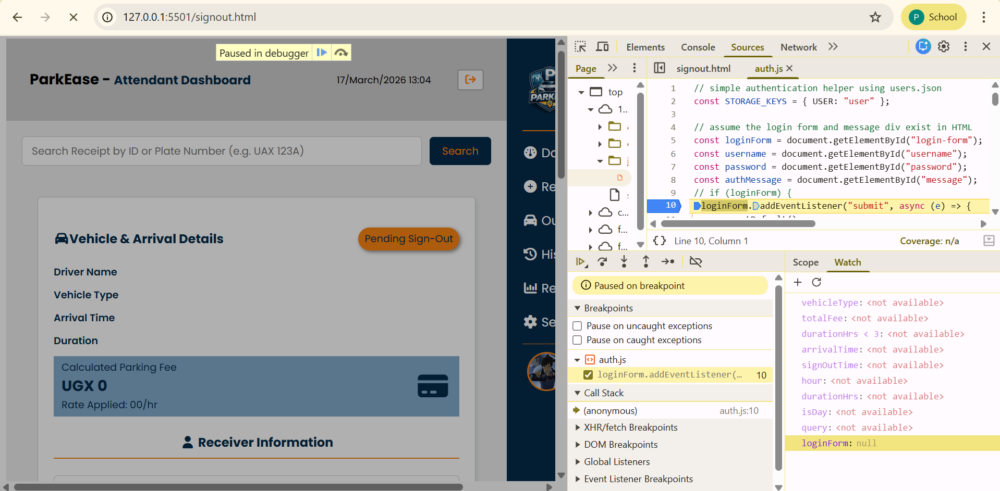 127.0.0.1:5501/signout.html
P School
Paused in debugger
ParkEase - Attendant Dashboard
17/March/2026 13:04
Search Receipt by ID or Plate Number (e.g. UAX 123A)
Search
Vehicle & Arrival Details
Pending Sign-Out
Driver Name
Vehicle Type
Arrival Time
Duration
Calculated Parking Fee
UGX 0
Rate Applied: 00/hr
Receiver Information
Elements Console Sources Network
Page
signout.html auth.js
top
1...
c...
f...
f...
1 // simple authentication helper using users.json
2 const STORAGE_KEYS = { USER: "user" };
3
4 // assume the login form and message div exist in HTML
5 const loginForm = document.getElementById("login-form");
6 const username = document.getElementById("username");
7 const password = document.getElementById("password");
8 const authMessage = document.getElementById("message");
9 // if (loginForm) {
10 loginForm.addEventListener("submit", async (e) => {
{} Line 10, Column 1
Coverage: n/a
Paused on breakpoint
Breakpoints
Pause on uncaught exceptions
Pause on caught exceptions
auth.js
loginForm.addEventListener(… 10
Call Stack
(anonymous) auth.js:10
XHR/fetch Breakpoints
DOM Breakpoints
Global Listeners
Event Listener Breakpoints
Scope Watch
vehicleType: <not available>
totalFee: <not available>
durationHrs < 3: <not available>
arrivalTime: <not available>
signOutTime: <not available>
hour: <not available>
durationHrs: <not available>
isDay: <not available>
query: <not available>
loginForm: null